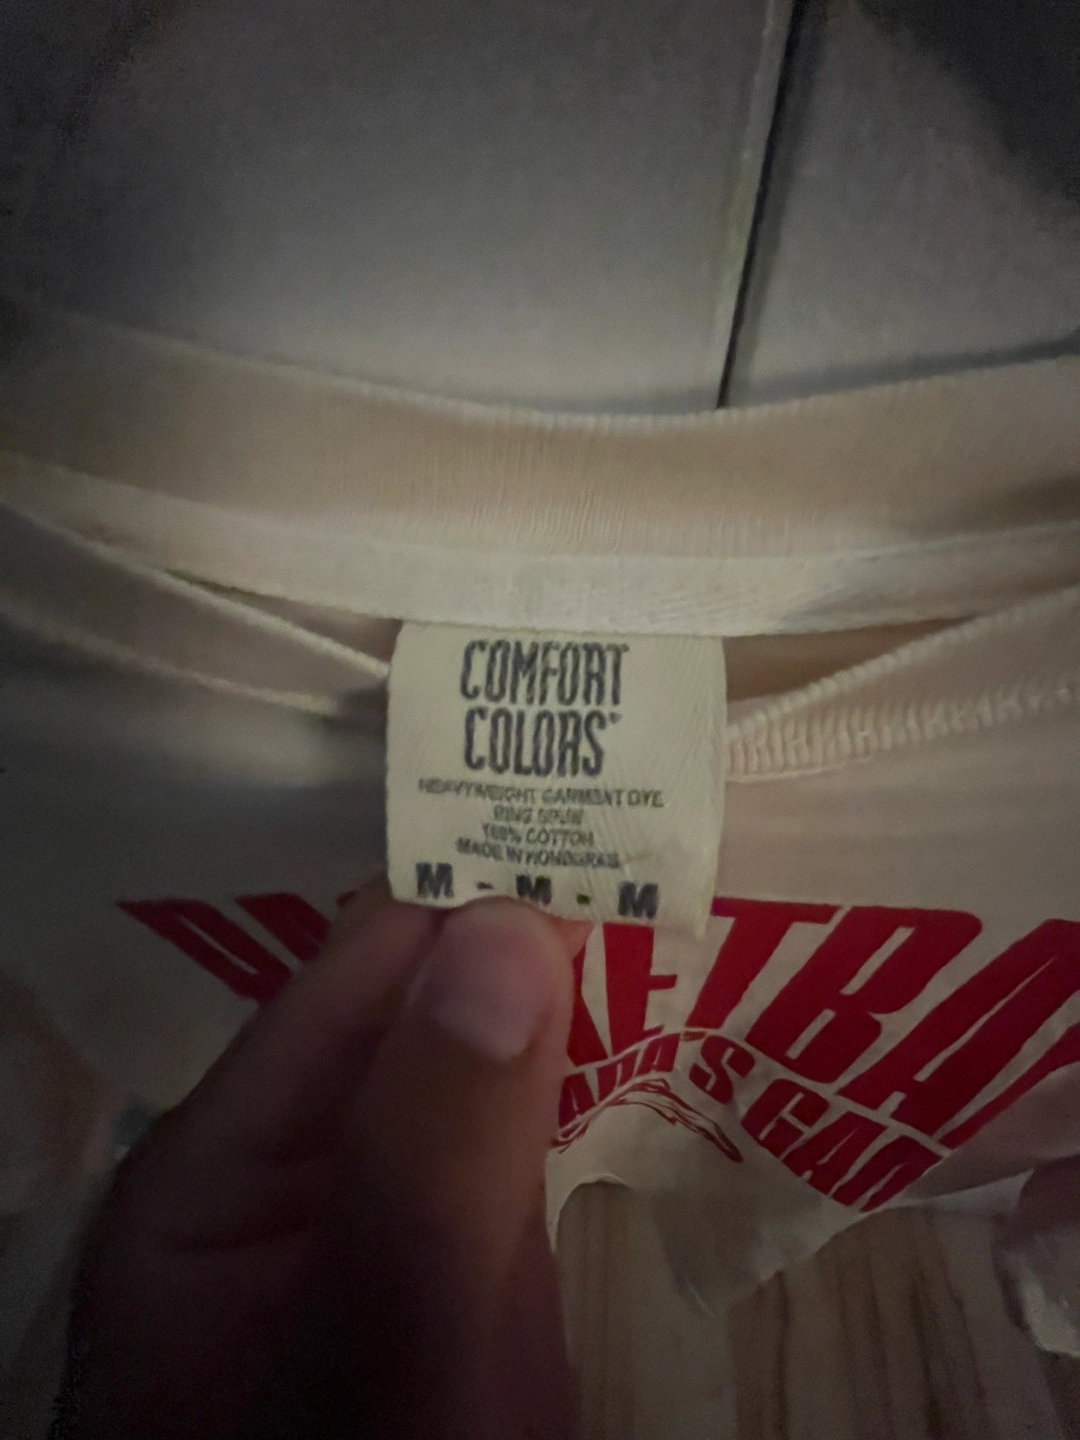 COMFORT
COLORS®
HEAVYWEIGHT GARMENT DYE
RING SPUN
100% COTTON
MADE IN HONDURAS
M - M - M